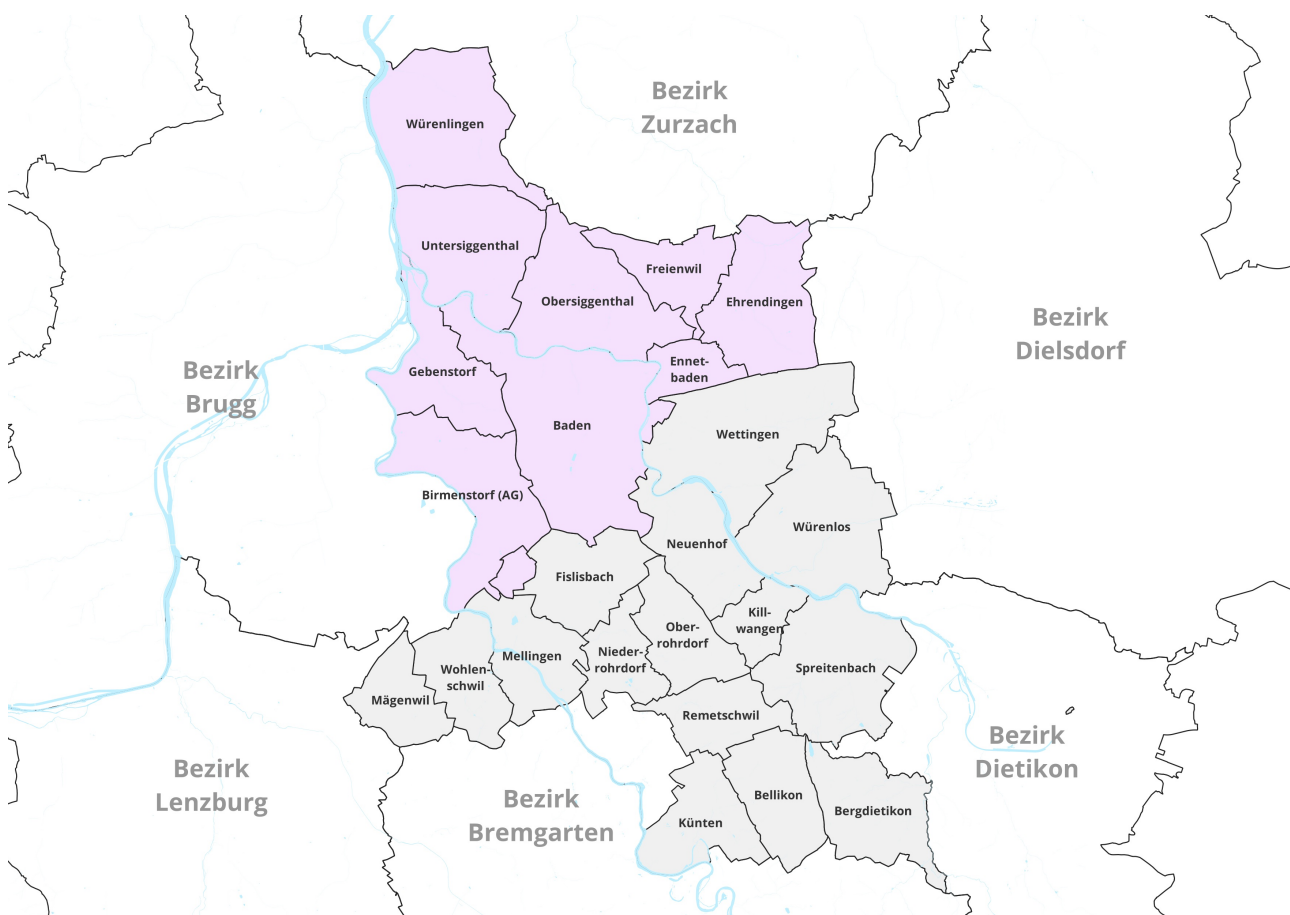 Bezirk
Zurzach
Würenlingen
Untersiggenthal
Freienwil
Obersiggenthal
Ehrendingen
Bezirk
Dielsdorf
Bezirk
Brugg
Gebenstorf
Ennet-
baden
Baden
Wettingen
Birmenstorf (AG)
Würenlos
Neuenhof
Fislisbach
Kill-
wangen
Ober-
rohrdorf
Nieder-
rohrdorf
Mellingen
Wohlen-
schwil
Spreitenbach
Mägenwil
Remetschwil
Bezirk
Dietikon
Bezirk
Lenzburg
Bezirk
Bremgarten
Bellikon
Bergdietikon
Künten